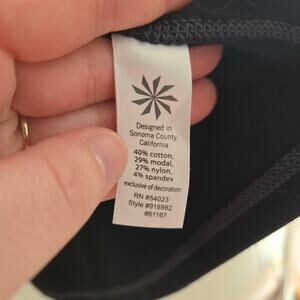 Designed in
Sonoma County,
California
40% cotton,
29% modal,
27% nylon,
4% spandex
exclusive of decoration
RN #54023
Style #918982
#61167